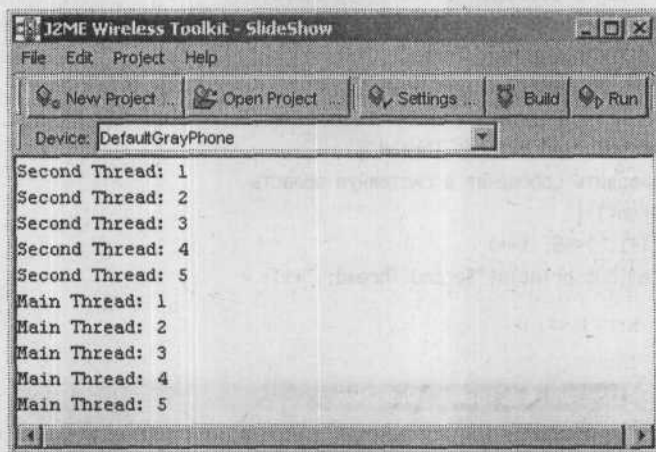 J2ME Wireless Toolkit - SlideShow
File Edit Project Help
New Project ... Open Project ... Settings ... Build Run
Device: DefaultGrayPhone
Second Thread: 1
Second Thread: 2
Second Thread: 3
Second Thread: 4
Second Thread: 5
Main Thread: 1
Main Thread: 2
Main Thread: 3
Main Thread: 4
Main Thread: 5